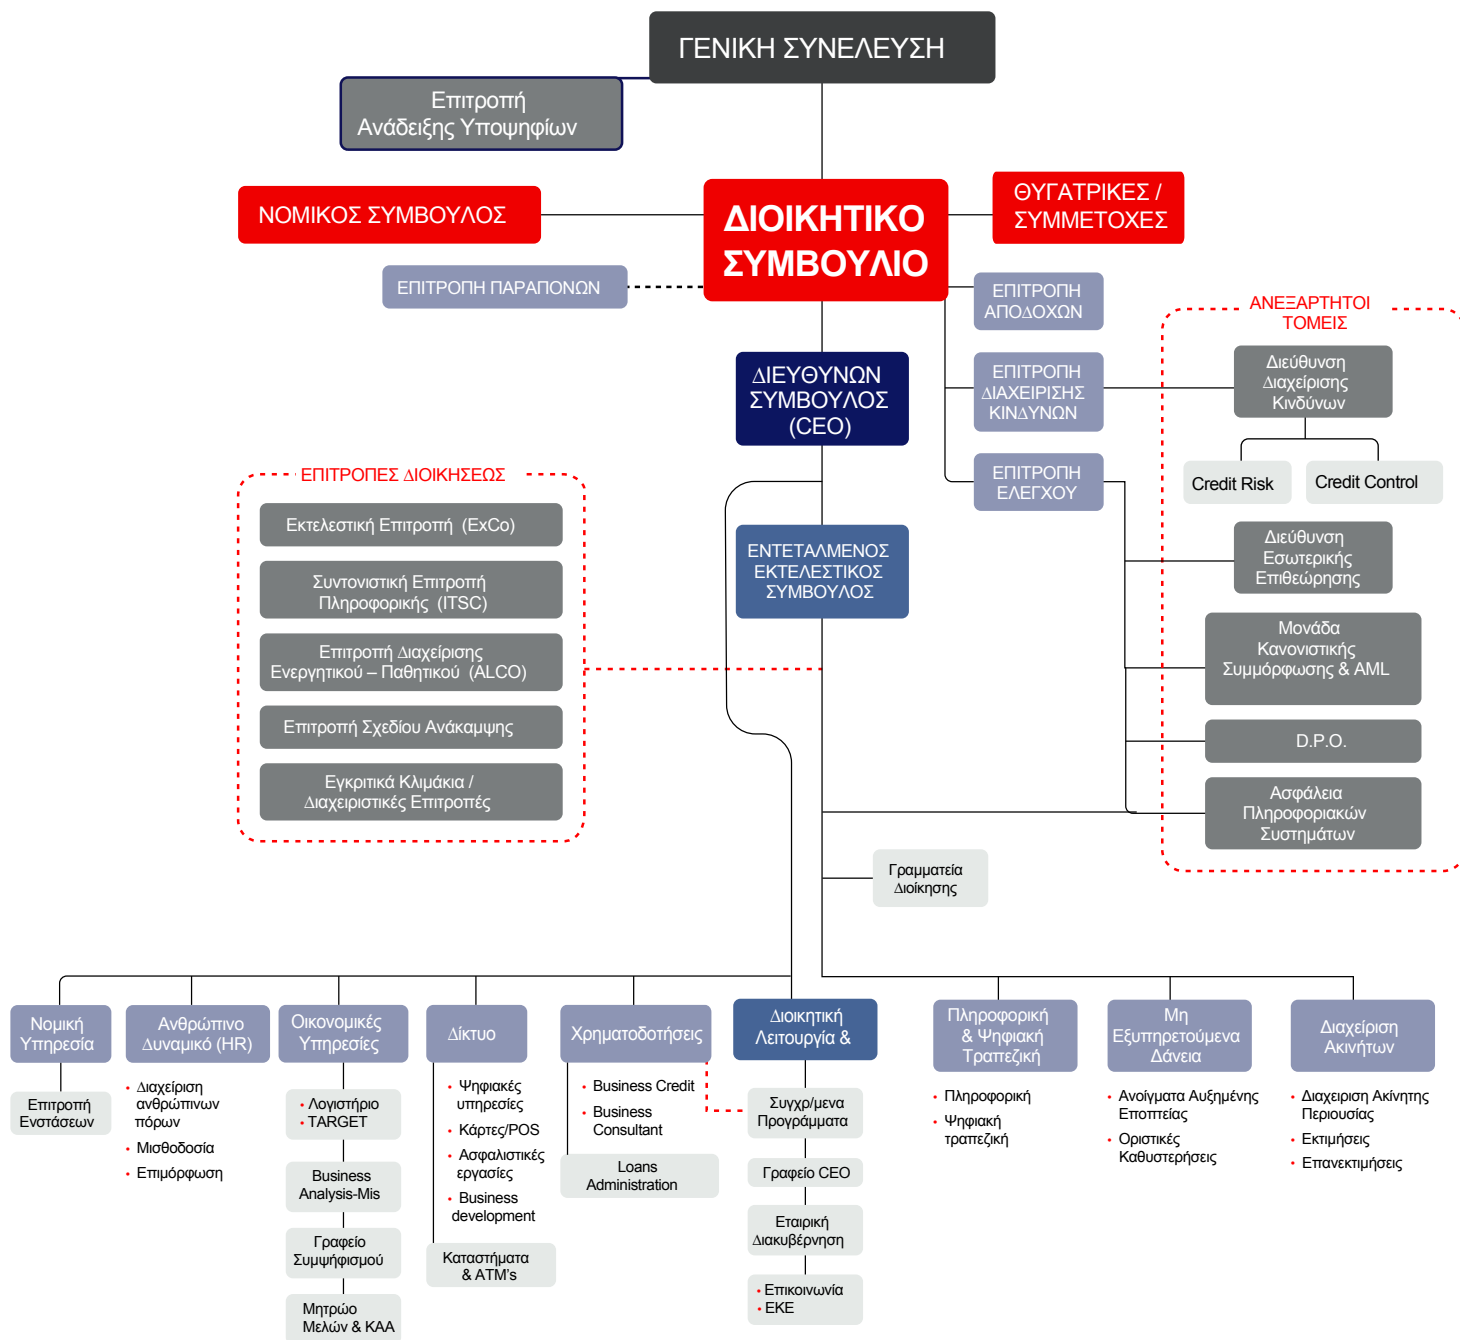 ΓΕΝΙΚΗ ΣΥΝΕΛΕΥΣΗ
Επιτροπή
Ανάδειξης Υποψηφίων
ΝΟΜΙΚΟΣ ΣΥΜΒΟΥΛΟΣ
ΔΙΟΙΚΗΤΙΚΟ
ΣΥΜΒΟΥΛΙΟ
ΘΥΓΑΤΡΙΚΕΣ /
ΣΥΜΜΕΤΟΧΕΣ
ΕΠΙΤΡΟΠΗ ΠΑΡΑΠΟΝΩΝ
ΕΠΙΤΡΟΠΗ
ΑΠΟΔΟΧΩΝ
ΑΝΕΞΑΡΤΗΤΟΙ
ΤΟΜΕΙΣ
ΔΙΕΥΘΥΝΩΝ
ΣΥΜΒΟΥΛΟΣ
(CEO)
ΕΠΙΤΡΟΠΗ
ΔΙΑΧΕΙΡΙΣΗΣ
ΚΙΝΔΥΝΩΝ
Διεύθυνση
Διαχείρισης
Κινδύνων
Credit Risk
Credit Control
ΕΠΙΤΡΟΠΗ
ΕΛΕΓΧΟΥ
ΕΠΙΤΡΟΠΕΣ ΔΙΟΙΚΗΣΕΩΣ
Εκτελεστική Επιτροπή (ExCo)
Συντονιστική Επιτροπή
Πληροφορικής (ITSC)
Επιτροπή Διαχείρισης
Ενεργητικού – Παθητικού (ALCO)
Επιτροπή Σχεδίου Ανάκαμψης
Εγκριτικά Κλιμάκια /
Διαχειριστικές Επιτροπές
ΕΝΤΕΤΑΛΜΕΝΟΣ
ΕΚΤΕΛΕΣΤΙΚΟΣ
ΣΥΜΒΟΥΛΟΣ
Διεύθυνση
Εσωτερικής
Επιθεώρησης
Μονάδα
Κανονιστικής
Συμμόρφωσης & AML
D.P.O.
Ασφάλεια
Πληροφοριακών
Συστημάτων
Γραμματεία
Διοίκησης
Νομική
Υπηρεσία
Επιτροπή
Ενστάσεων
Ανθρώπινο
Δυναμικό (HR)
• Διαχείριση
ανθρώπινων
πόρων
• Μισθοδοσία
• Επιμόρφωση
Οικονομικές
Υπηρεσίες
• Λογιστήριο
• TARGET
Business
Analysis-Mis
Γραφείο
Συμψήφισμού
Μητρώο
Μελών & ΚΑΑ
Δίκτυο
• Ψηφιακές
υπηρεσίες
• Κάρτες/POS
• Ασφαλιστικές
εργασίες
• Business
development
Καταστήματα
& ATM's
Χρηματοδοτήσεις
• Business Credit
• Business
Consultant
Loans
Administration
Διοικητική
Λειτουργία &
Συγχρ/μενα
Προγράμματα
Γραφείο CEO
Εταιρική
Διακυβέρνηση
• Επικοινωνία
• ΕΚΕ
Πληροφορική
& Ψηφιακή
Τραπεζική
• Πληροφορική
• Ψηφιακή
τραπεζική
Μη
Εξυπηρετούμενα
Δάνεια
• Ανοίγματα Αυξημένης
Εποπτείας
• Οριστικές
Καθυστερήσεις
Διαχείριση
Ακινήτων
• Διαχειριση Ακίνητης
Περιουσίας
• Εκτιμήσεις
• Επανεκτιμήσεις